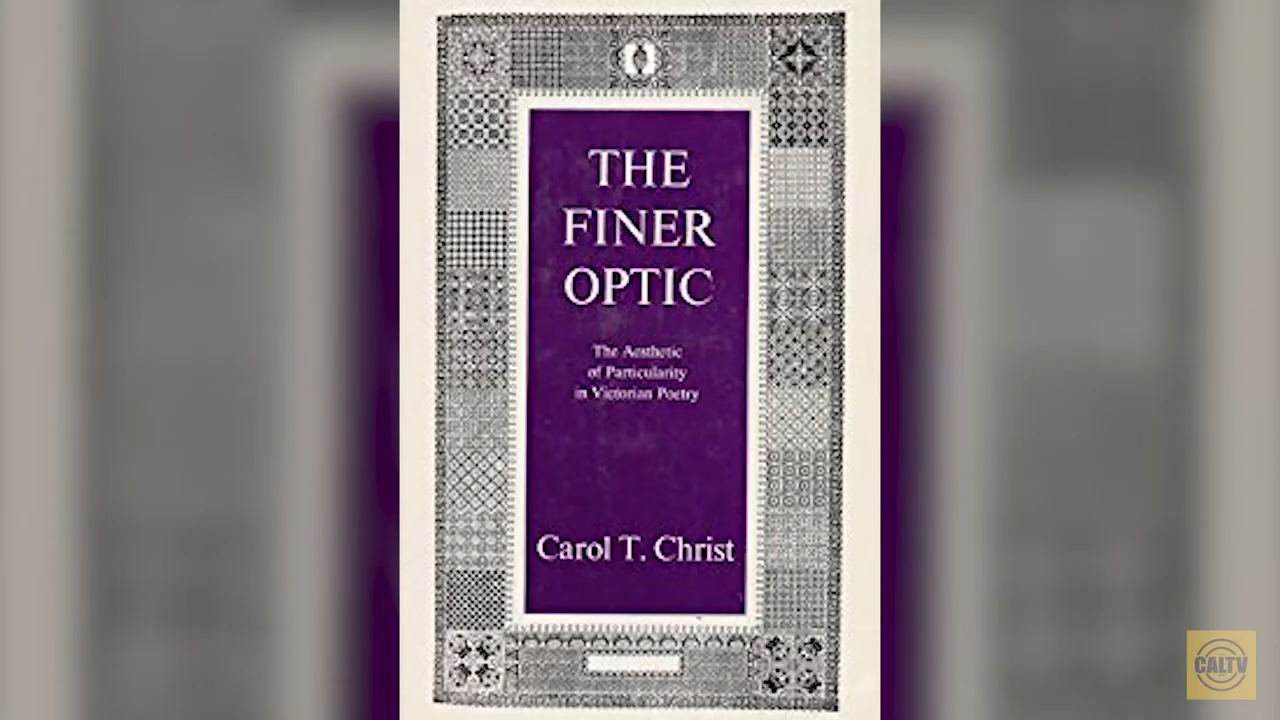 THE
FINER
OPTIC
The Aesthetic
of Particularity
in Victorian Poetry
Carol T. Christ
CALTV